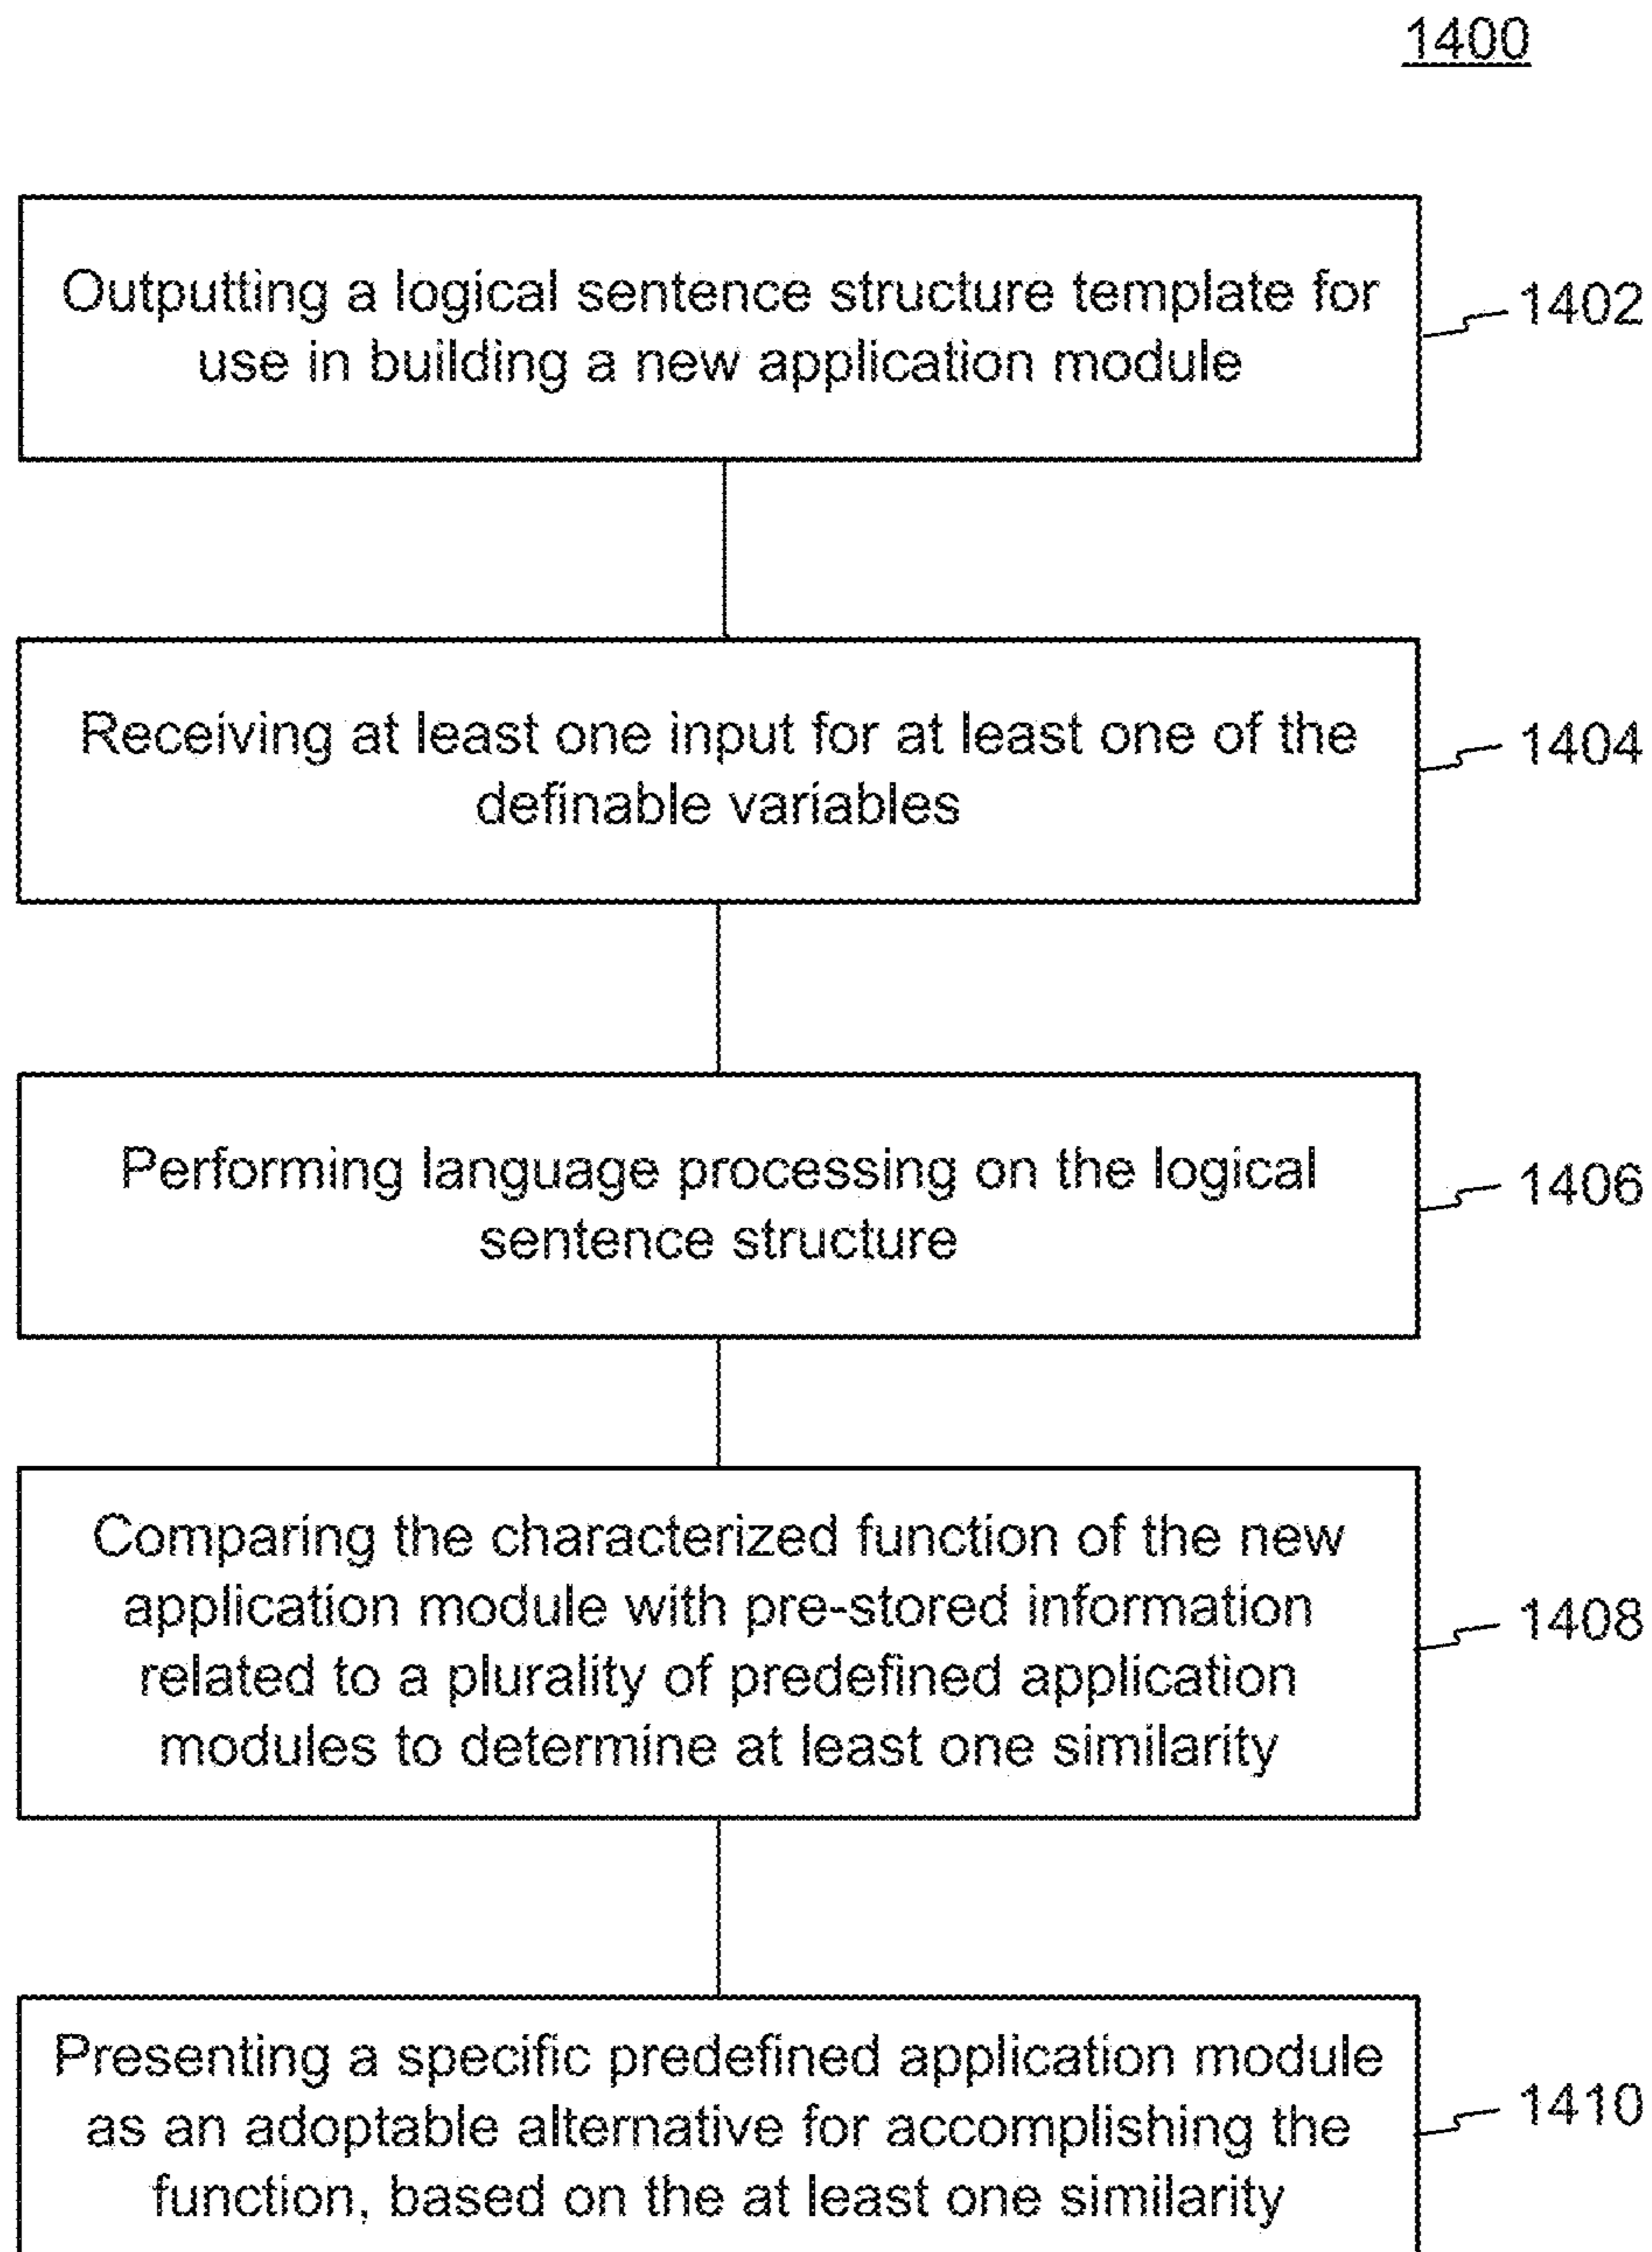 1400
Outputting a logical sentence structure template for
use in building a new application module
1402
Receiving at least one input for at least one of the
definable variables
1404
Performing language processing on the logical
sentence structure
1406
Comparing the characterized function of the new
application module with pre-stored information
related to a plurality of predefined application
modules to determine at least one similarity
1408
Presenting a specific predefined application module
as an adoptable alternative for accomplishing the
function, based on the at least one similarity
1410